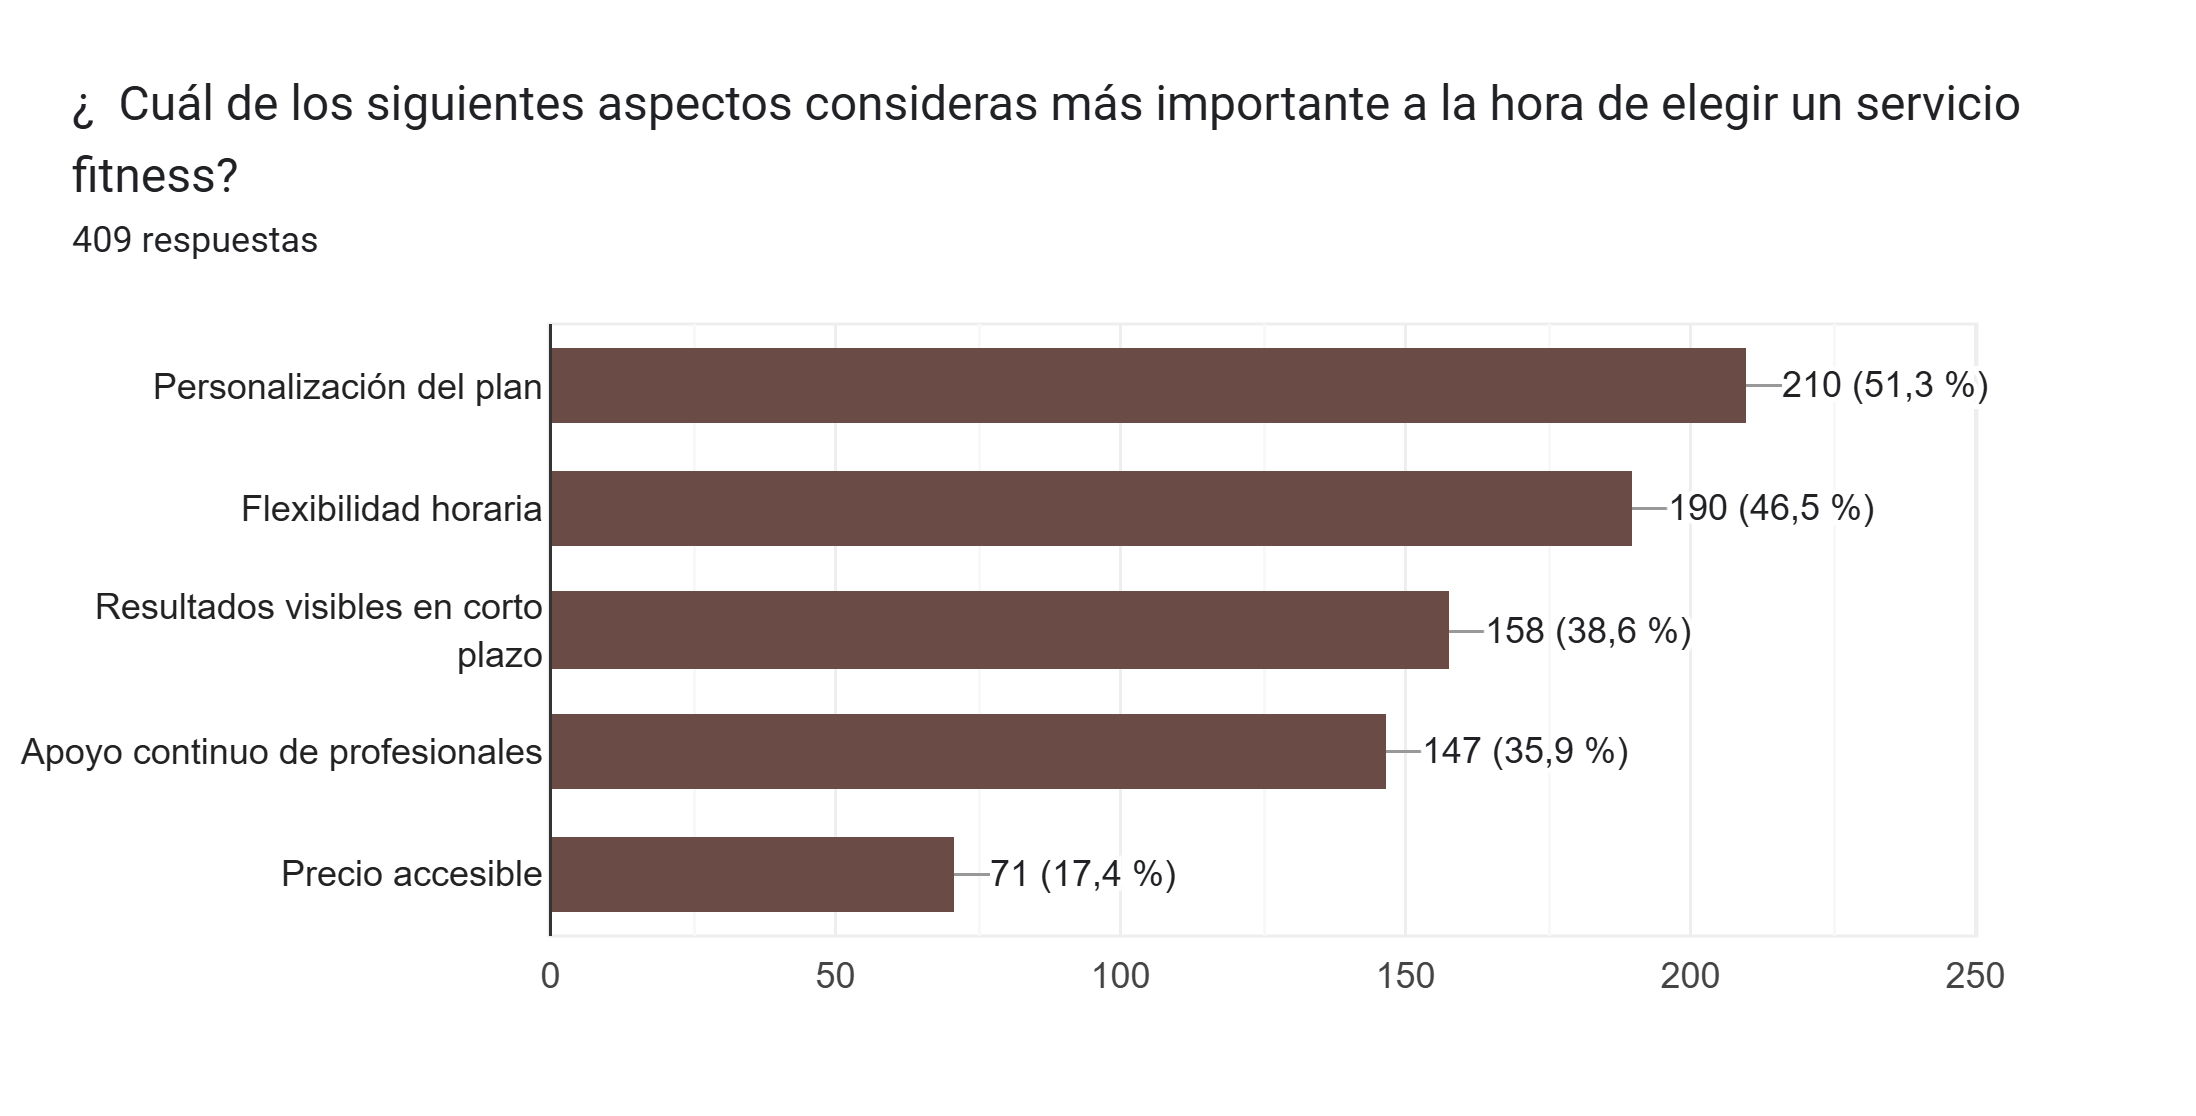 ¿  Cuál de los siguientes aspectos consideras más importante a la hora de elegir un servicio
fitness?
409 respuestas
Personalización del plan
210 (51,3 %)
Flexibilidad horaria
190 (46,5 %)
Resultados visibles en corto
plazo
158 (38,6 %)
Apoyo continuo de profesionales
147 (35,9 %)
Precio accesible
71 (17,4 %)
0 50 100 150 200 250